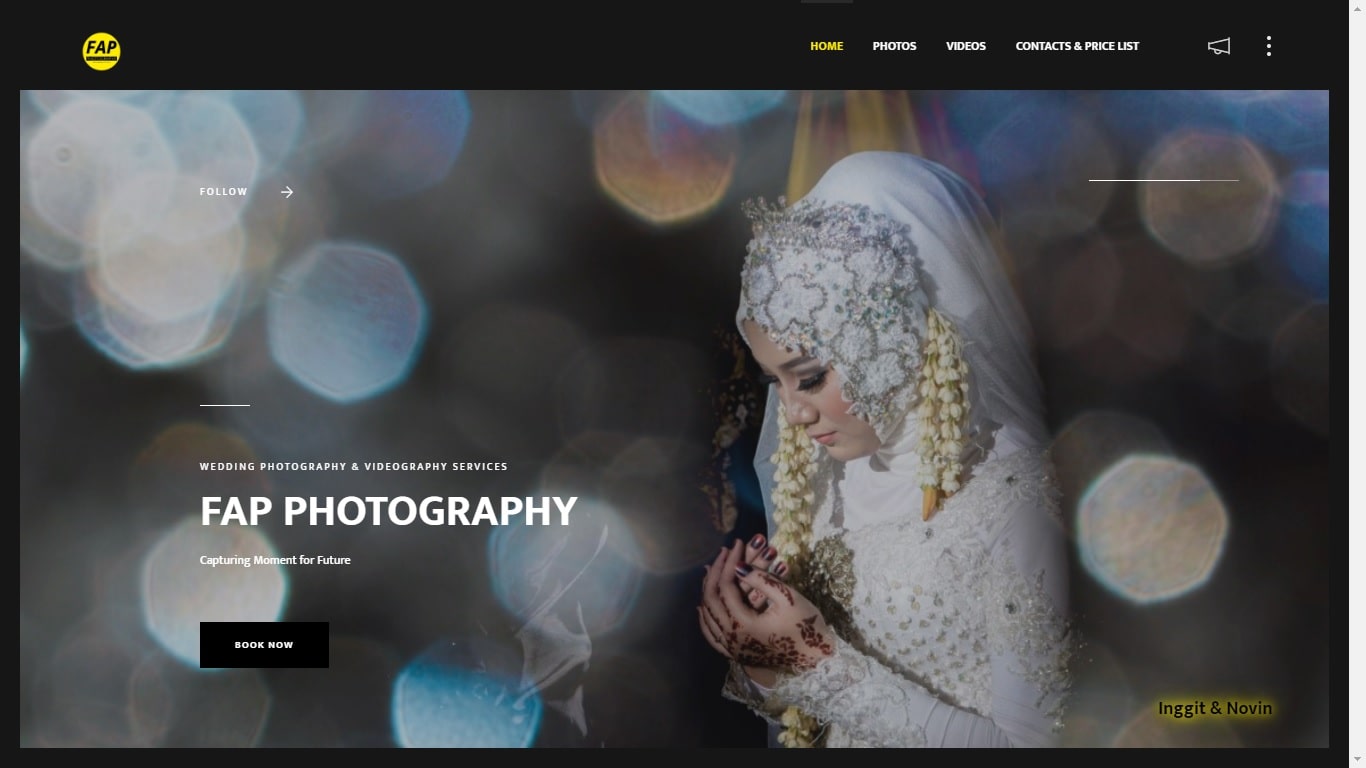 FAP
HOME
PHOTOS
VIDEOS
CONTACTS & PRICE LIST
FOLLOW
WEDDING PHOTOGRAPHY & VIDEOGRAPHY SERVICES
FAP PHOTOGRAPHY
Capturing Moment for Future
BOOK NOW
Inggit & Novin